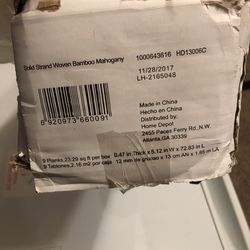 Solid Strand Woven Bamboo Mahogany
1000643616 HD13006C
11/28/2017
LH-2165048
6 920973 660091
Made in China
Hecho en China
Distributed by:
Home Depot
2455 Paces Ferry Rd.,N.W.
Atlanta,GA 30339
9 Planks, 23.29 sq ft per box 0.47 in Thick x 5.12 in W x 72.83 in L
9 Tablones, 2.16 m2 por caja 12 mm de grueso x 13 cm AN x 1.85 m LA